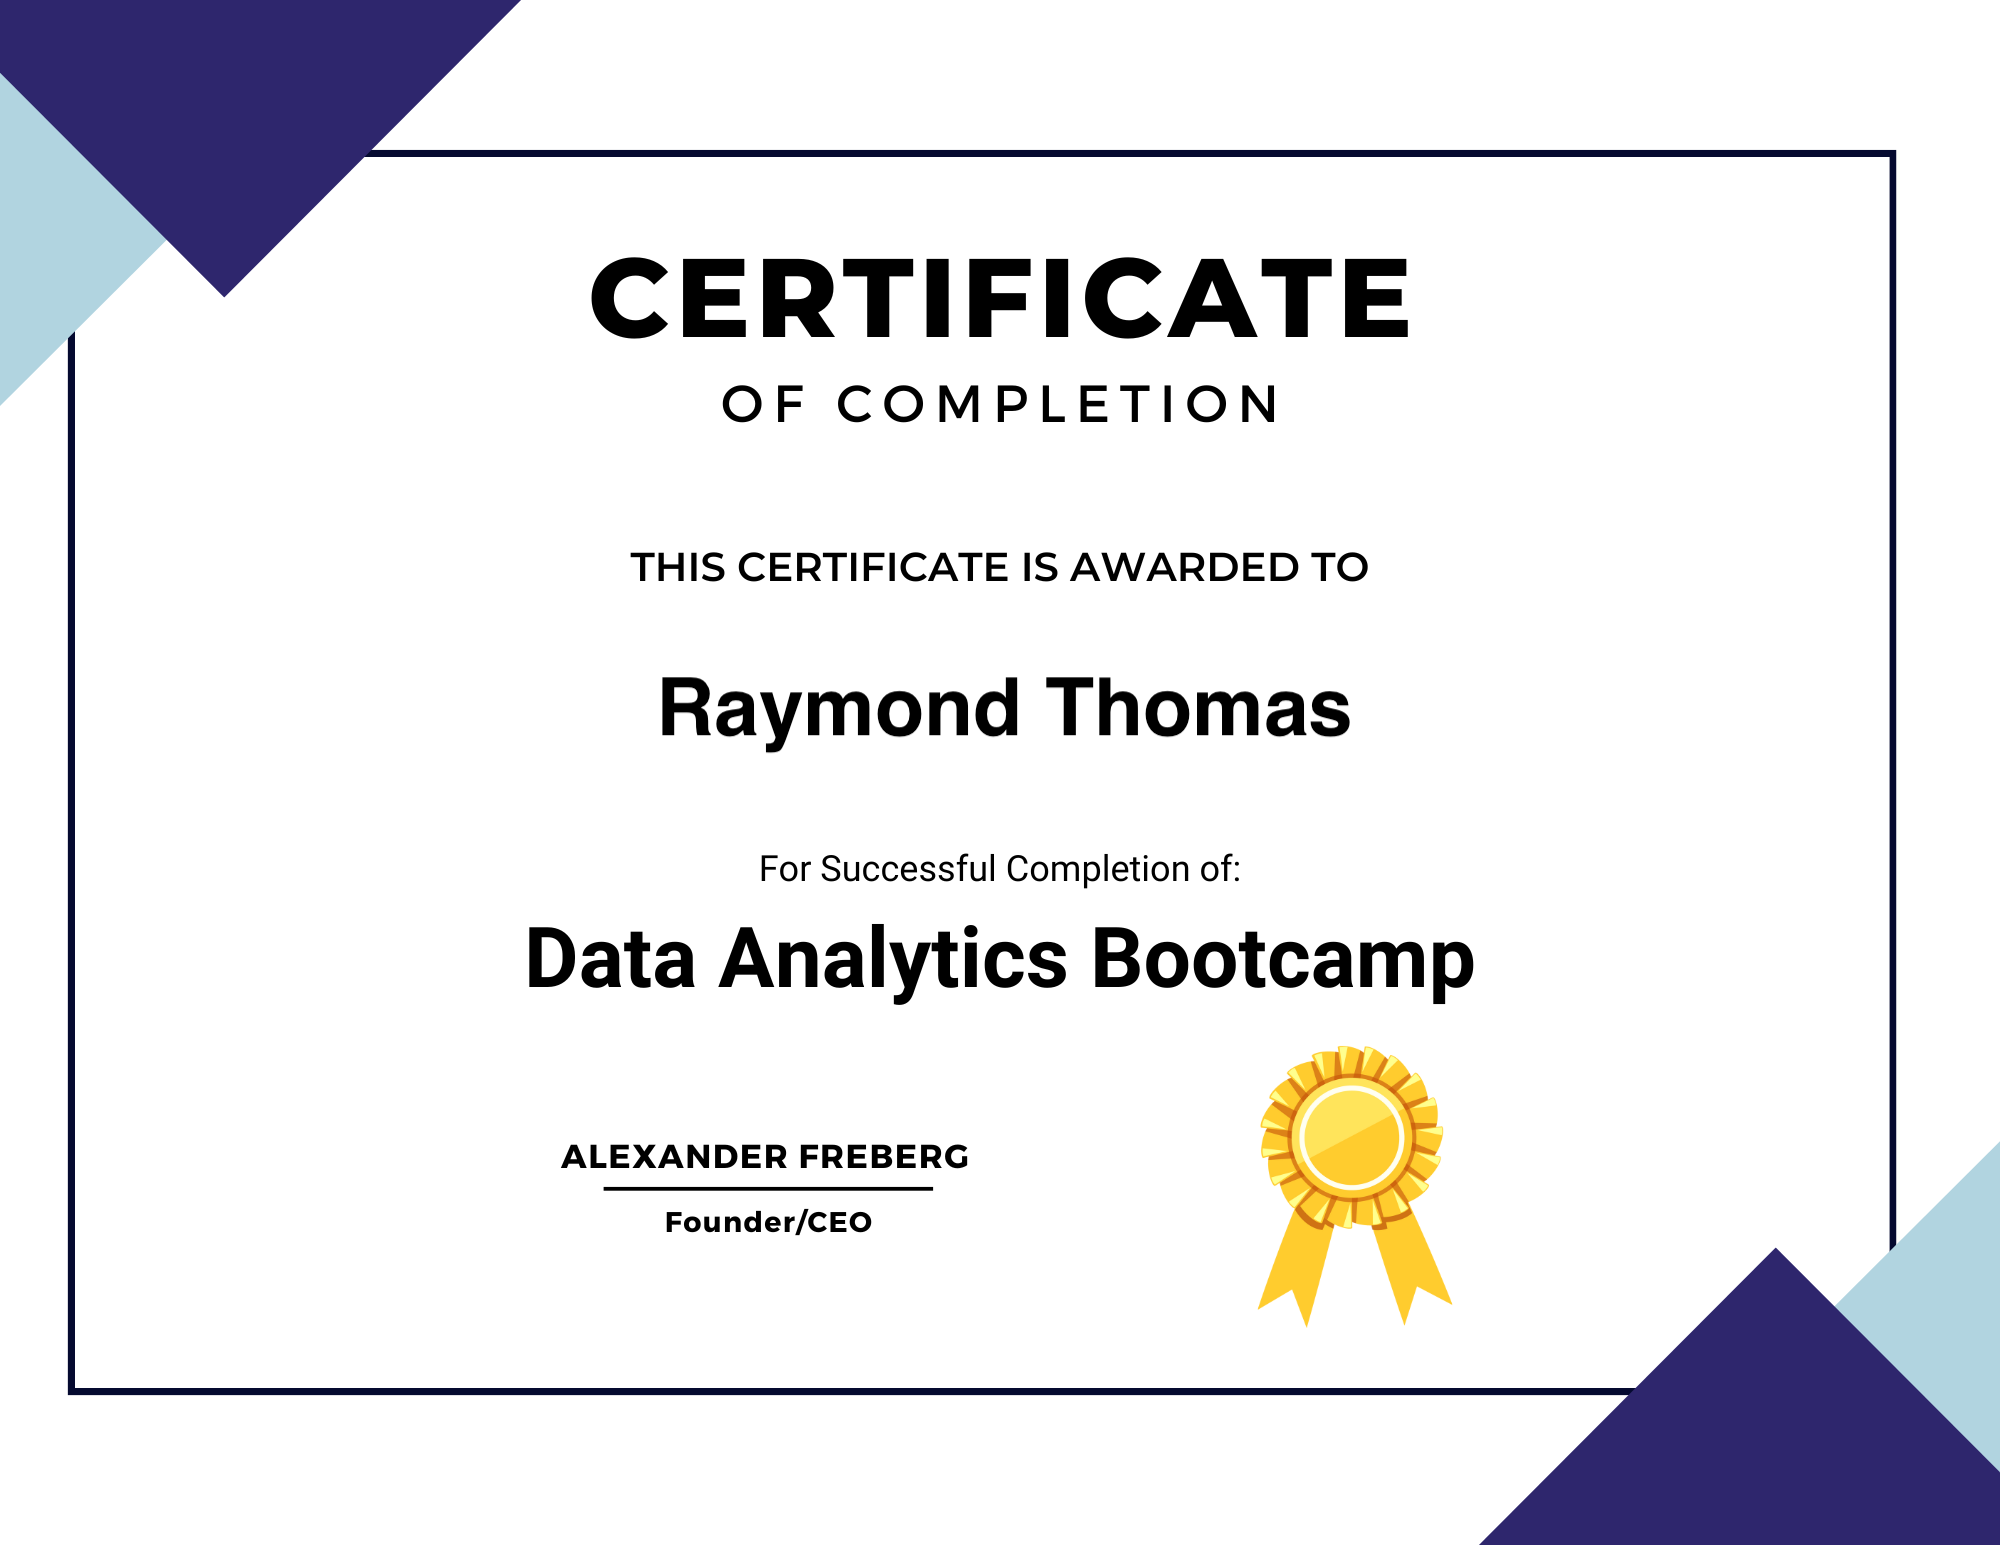 CERTIFICATE
OF COMPLETION
THIS CERTIFICATE IS AWARDED TO
Raymond Thomas
For Successful Completion of:
Data Analytics Bootcamp
ALEXANDER FREBERG
Founder/CEO